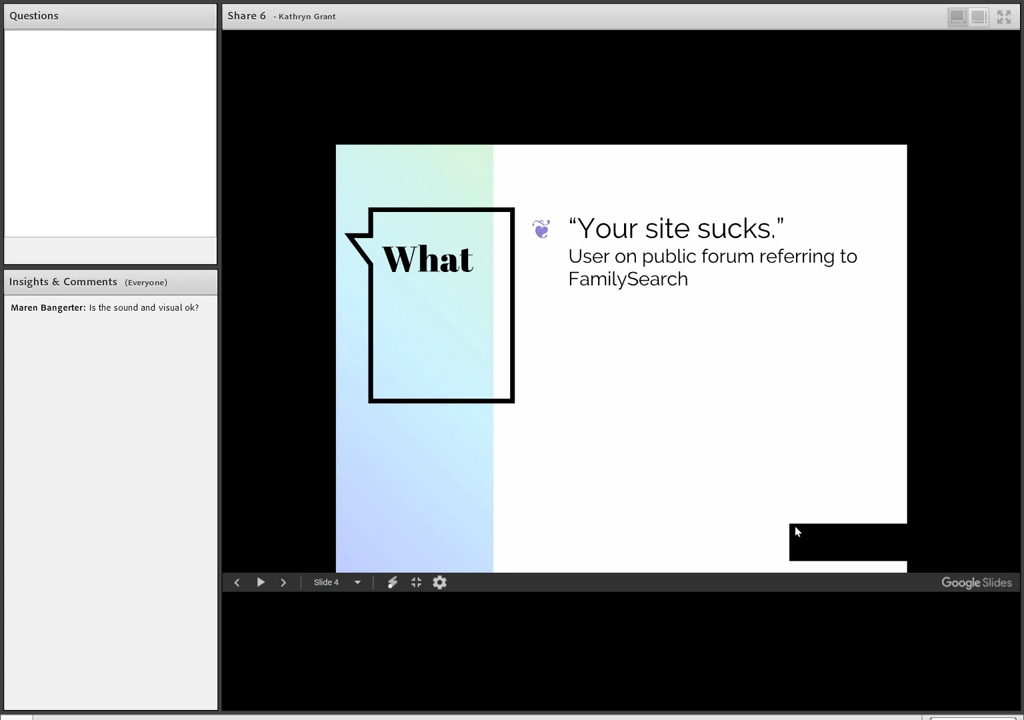 Questions
Share 6 - Kathryn Grant
Insights & Comments (Everyone)
Maren Bangerter: Is the sound and visual ok?
What
“Your site sucks.”
User on public forum referring to
FamilySearch
Slide 4
Google Slides